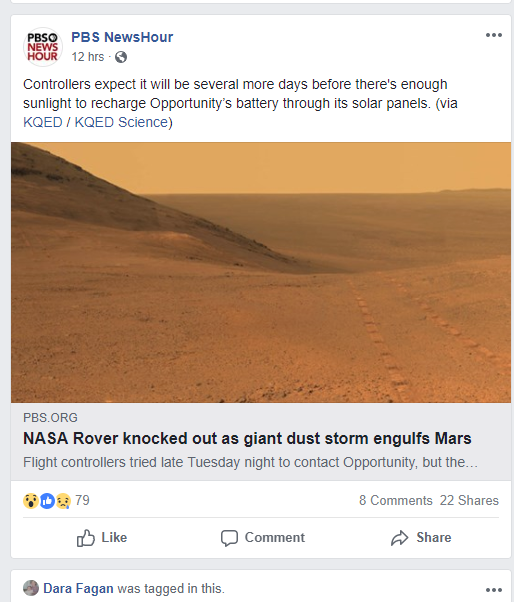 PBS
NEWS
HOUR
PBS NewsHour
12 hrs ·
Controllers expect it will be several more days before there's enough
sunlight to recharge Opportunity's battery through its solar panels. (via
KQED / KQED Science)
PBS.ORG
NASA Rover knocked out as giant dust storm engulfs Mars
Flight controllers tried late Tuesday night to contact Opportunity, but the...
79
8 Comments 22 Shares
Like Comment Share
Dara Fagan was tagged in this.